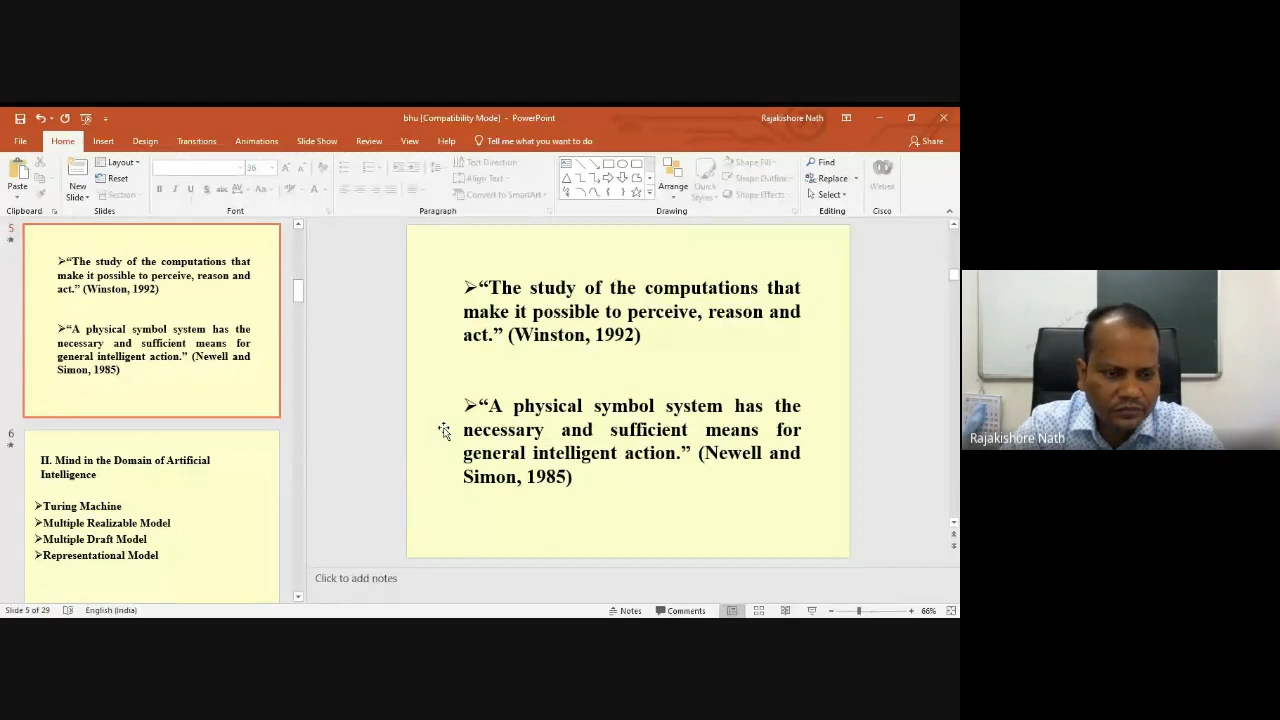 bhu [Compatibility Mode] - PowerPoint
Rajakishore Nath
File Home Insert Design Transitions Animations Slide Show Review View Help Tell me what you want to do Share
Paste
Clipboard
New
Slide
Layout
Reset
Section
Slides
36
B I U S abc AV Aa A
Font
Text Direction
Align Text
Convert to SmartArt
Paragraph
Arrange
Quick
Styles
Shape Fill
Shape Outline
Shape Effects
Drawing
Find
Replace
Select
Editing
Webex
Cisco
5
➢“The study of the computations that
make it possible to perceive, reason and
act.” (Winston, 1992)
➢“A physical symbol system has the
necessary and sufficient means for
general intelligent action.” (Newell and
Simon, 1985)
6
II. Mind in the Domain of Artificial
Intelligence
➢Turing Machine
➢Multiple Realizable Model
➢Multiple Draft Model
➢Representational Model
➢“The study of the computations that
make it possible to perceive, reason and
act.” (Winston, 1992)
➢“A physical symbol system has the
necessary and sufficient means for
general intelligent action.” (Newell and
Simon, 1985)
Click to add notes
Slide 5 of 29 English (India) Notes Comments 66%
Rajakishore Nath